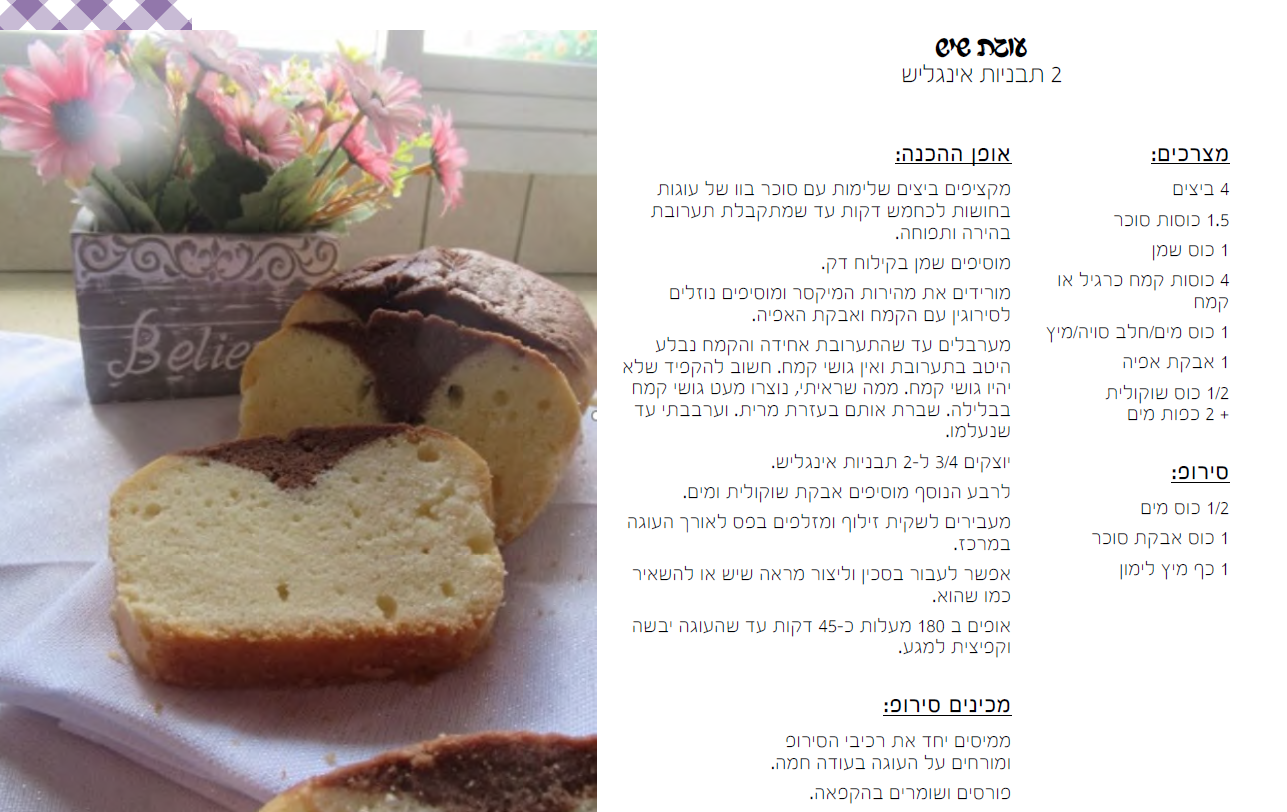 עוגת שיש
2 תבניות אינגליש
מצרכים:
4 ביצים
1.5 כוסות סוכר
1 כוס שמן
4 כוסות קמח כרגיל או
קמח
1 כוס מים/חלב סויה/מיץ
1 אבקת אפיה
1/2 כוס שוקולית
+ 2 כפות מים
סירופ:
1/2 כוס מים
1 כוס אבקת סוכר
1 כף מיץ לימון
אופן ההכנה:
מקציפים ביצים שלימות עם סוכר בוו של עוגות
בחושות לכחמש דקות עד שמתקבלת תערובת
בהירה ותפוחה.
מוסיפים שמן בקילוח דק.
מורידים את מהירות המיקסר ומוסיפים נוזלים
לסירוגין עם הקמח ואבקת האפיה.
מערבלים עד שהתערובת אחידה והקמח נבלע
היטב בתערובת ואין גושי קמח. חשוב להקפיד שלא
יהיו גושי קמח. ממה שראיתי, נוצרו מעט גושי קמח
בבלילה. שברת אותם בעזרת מרית. וערבבתי עד
שנעלמו.
יוצקים 3/4 ל-2 תבניות אינגליש.
לרבע הנוסף מוסיפים אבקת שוקולית ומים.
מעבירים לשקית זילוף ומזלפים בפס לאורך העוגה
במרכז.
אפשר לעבור בסכין וליצור מראה שיש או להשאיר
כמו שהוא.
אופים ב 180 מעלות כ-45 דקות עד שהעוגה יבשה
וקפיצית למגע.
מכינים סירופ:
ממיסים יחד את רכיבי הסירופ
ומורחים על העוגה בעודה חמה.
פורסים ושומרים בהקפאה.